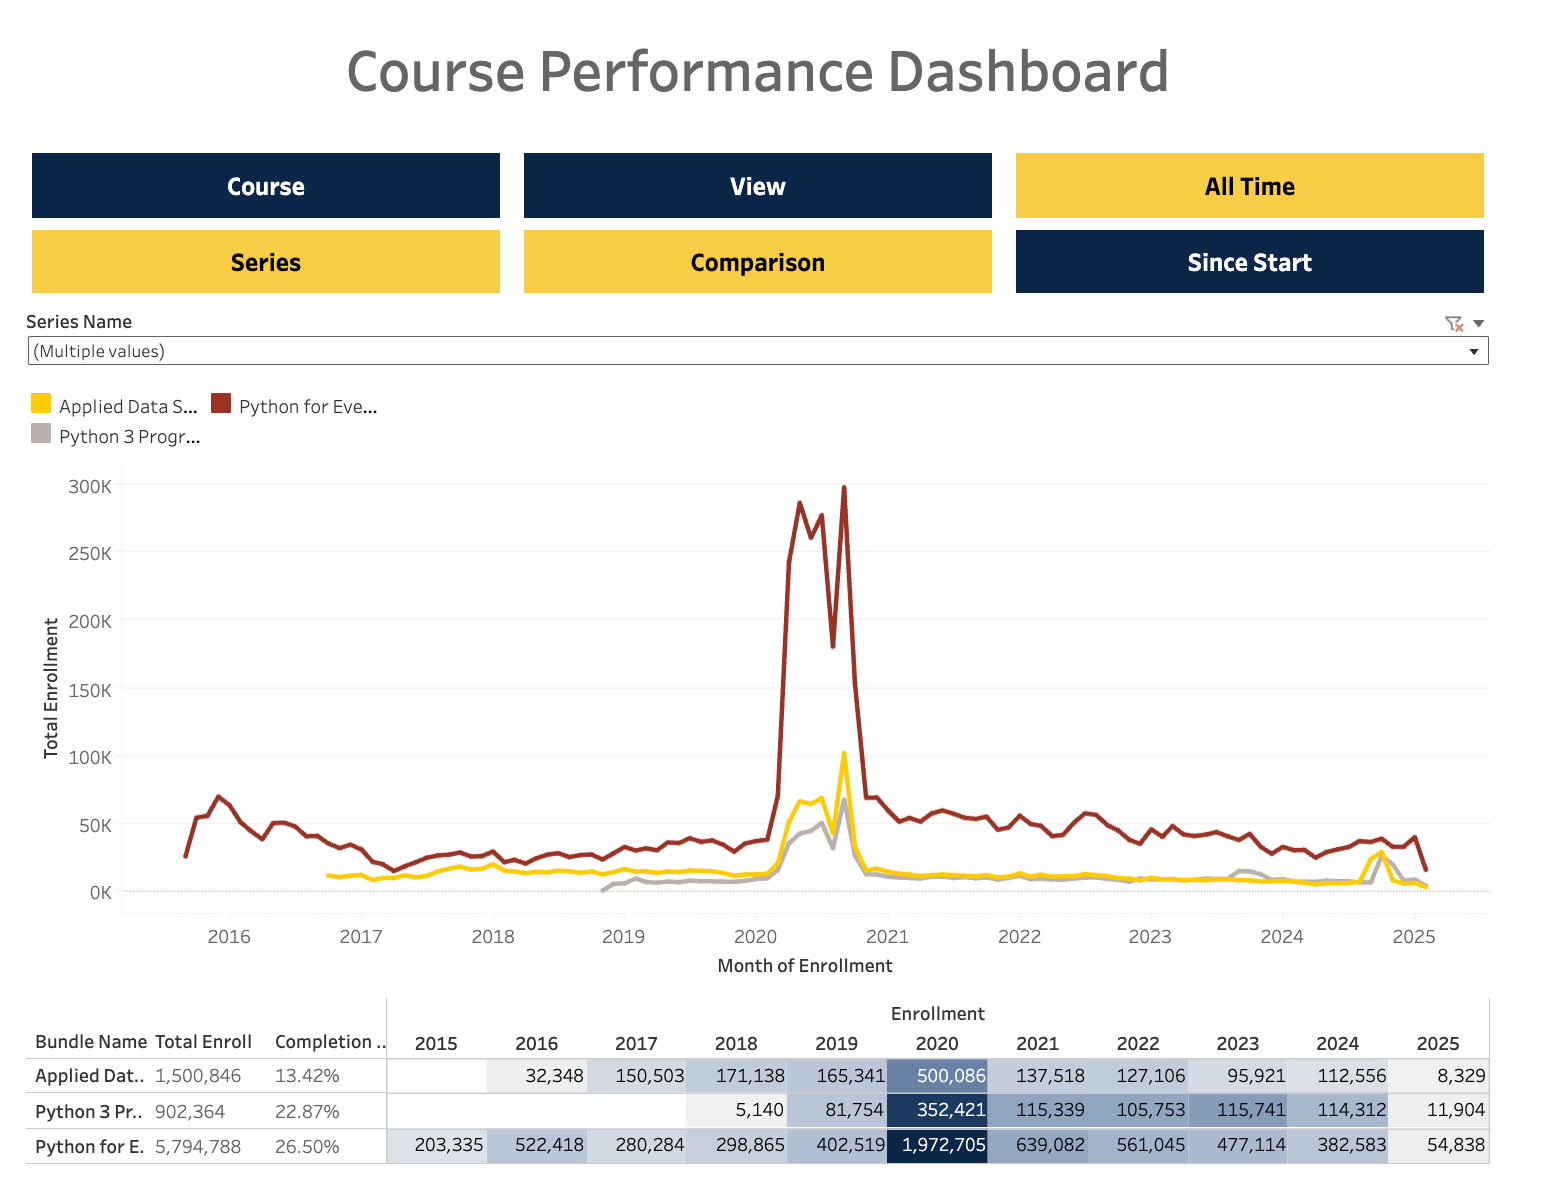 Course Performance Dashboard
Course View All Time
Series Comparison Since Start
Series Name
(Multiple values)
Applied Data S... Python for Eve...
Python 3 Progr...
Total Enrollment
300K
250K
200K
150K
100K
50K
0K
2016 2017 2018 2019 2020 2021 2022 2023 2024 2025
Month of Enrollment
Enrollment
Bundle Name Total Enroll Completion .. 2015 2016 2017 2018 2019 2020 2021 2022 2023 2024 2025
Applied Dat.. 1,500,846 13.42% 32,348 150,503 171,138 165,341 500,086 137,518 127,106 95,921 112,556 8,329
Python 3 Pr.. 902,364 22.87% 5,140 81,754 352,421 115,339 105,753 115,741 114,312 11,904
Python for E. 5,794,788 26.50% 203,335 522,418 280,284 298,865 402,519 1,972,705 639,082 561,045 477,114 382,583 54,838